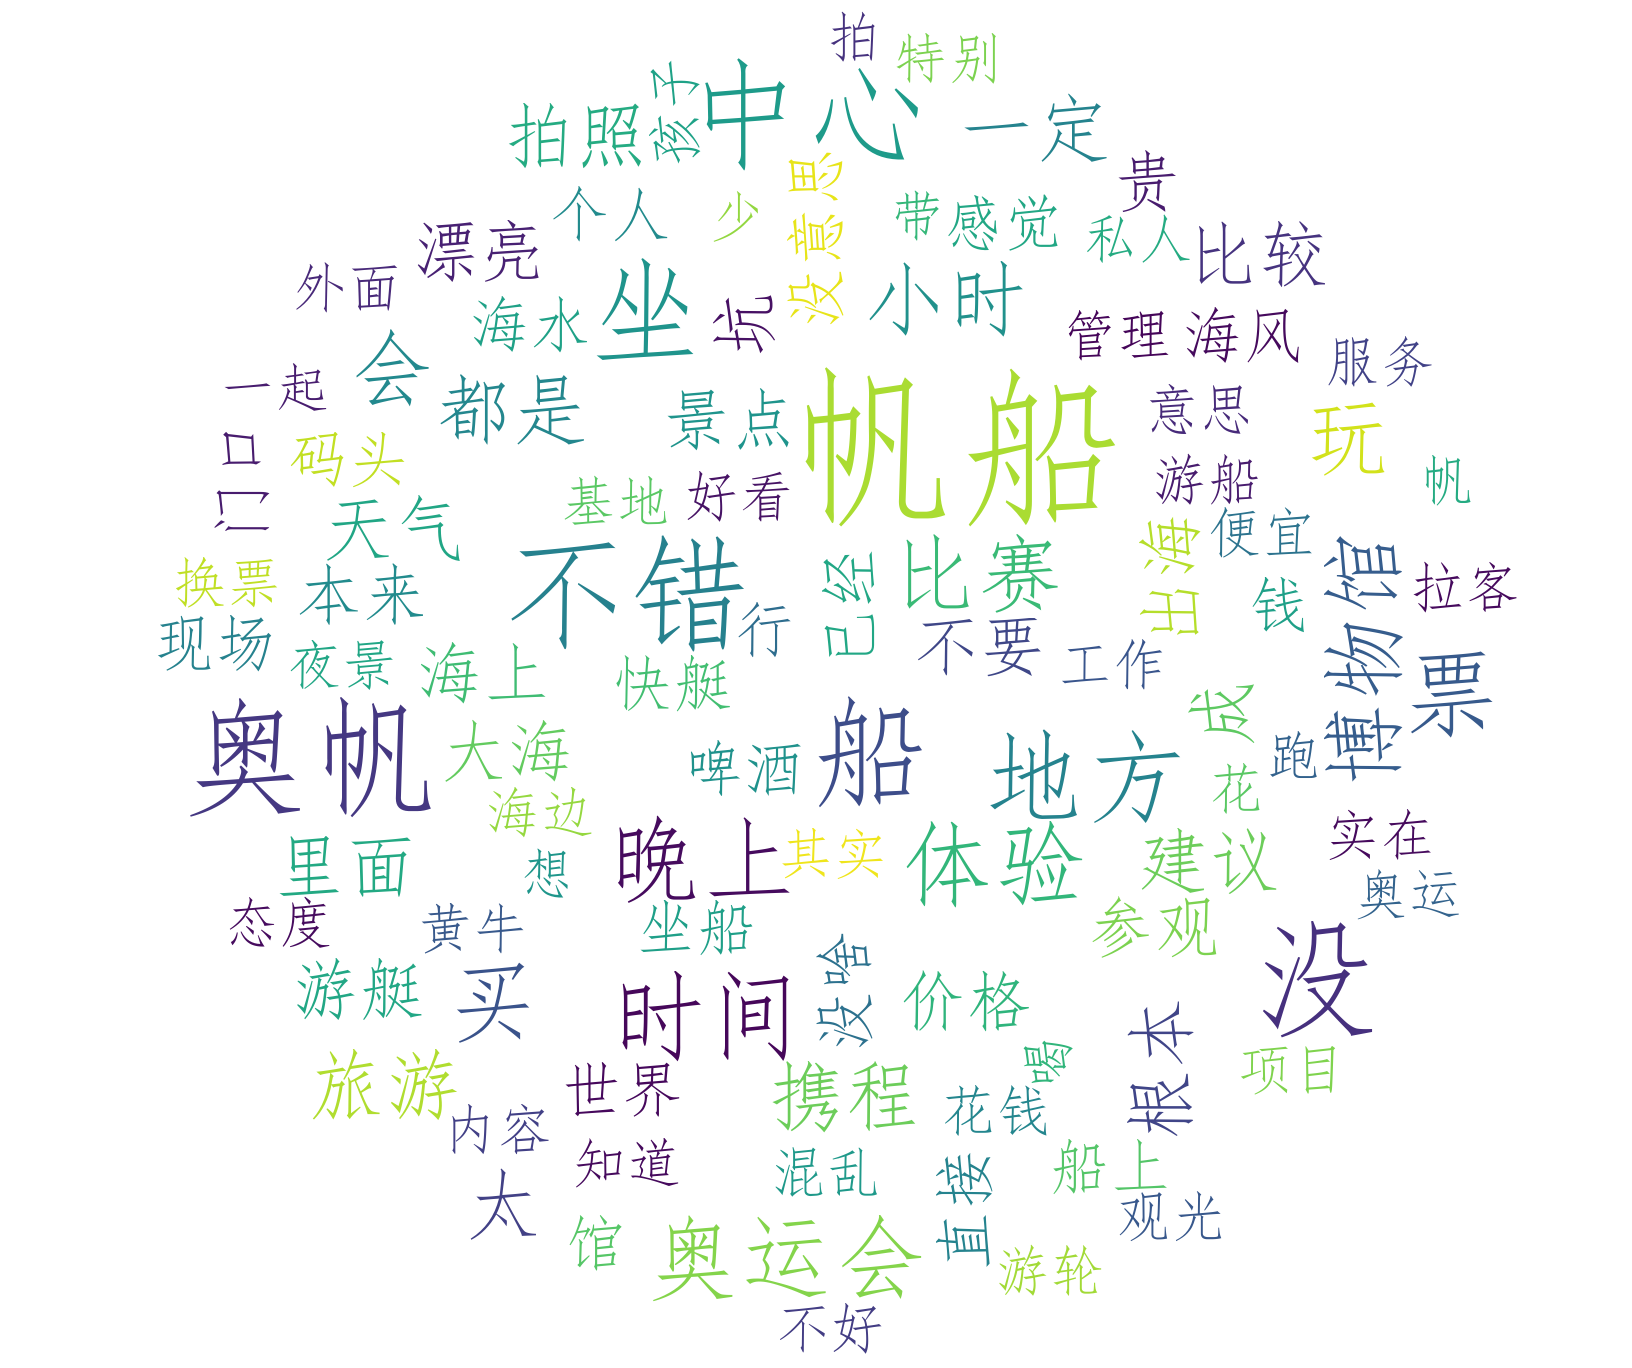 拍
特别
孩子
中心
拍照
一定
没意思
贵
个人
少
带感觉
私人
漂亮
比较
外面
坐
小时
海水
坑
管理
海风
会
服务
一起
都是
景点
帆船
意思
玩
门口
码头
游船
帆
天气
基地
好看
出海
便宜
不错
比赛
已经
博物馆
换票
本来
钱
拉客
现场
行
不要
夜景
海上
快艇
工作
票
奥帆
成
大海
啤酒
船
地方
跑
海边
花
里面
晚上
其实
体验
建议
实在
想
奥运
态度
黄牛
坐船
参观
没啥
没
游艇
买
时间
价格
根本
旅游
世界
携程
喝
项目
内容
花钱
知道
混乱
直接
船上
太
观光
馆
奥运会
游轮
不好